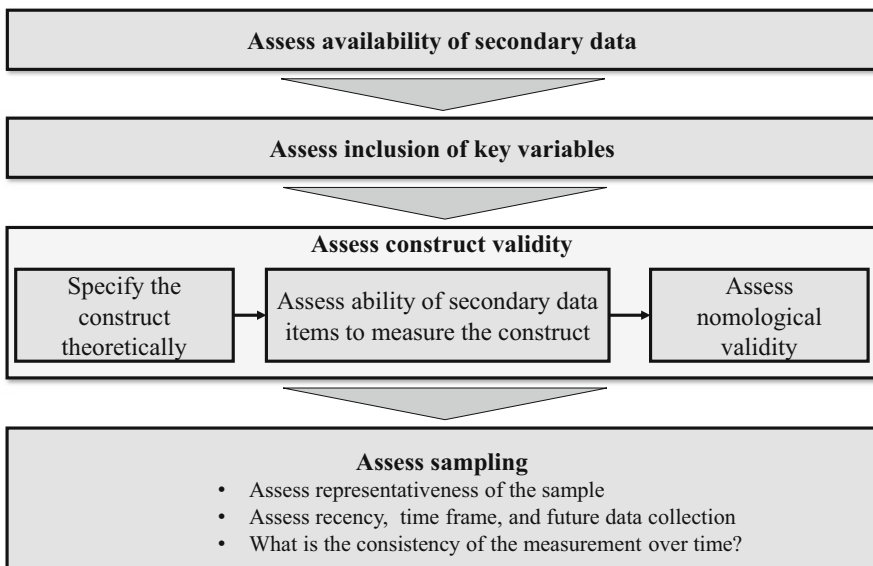 Assess availability of secondary data
Assess inclusion of key variables
Assess construct validity
Specify the
construct
theoretically
Assess ability of secondary data
items to measure the construct
Assess
nomological
validity
Assess sampling
• Assess representativeness of the sample
• Assess recency, time frame, and future data collection
• What is the consistency of the measurement over time?